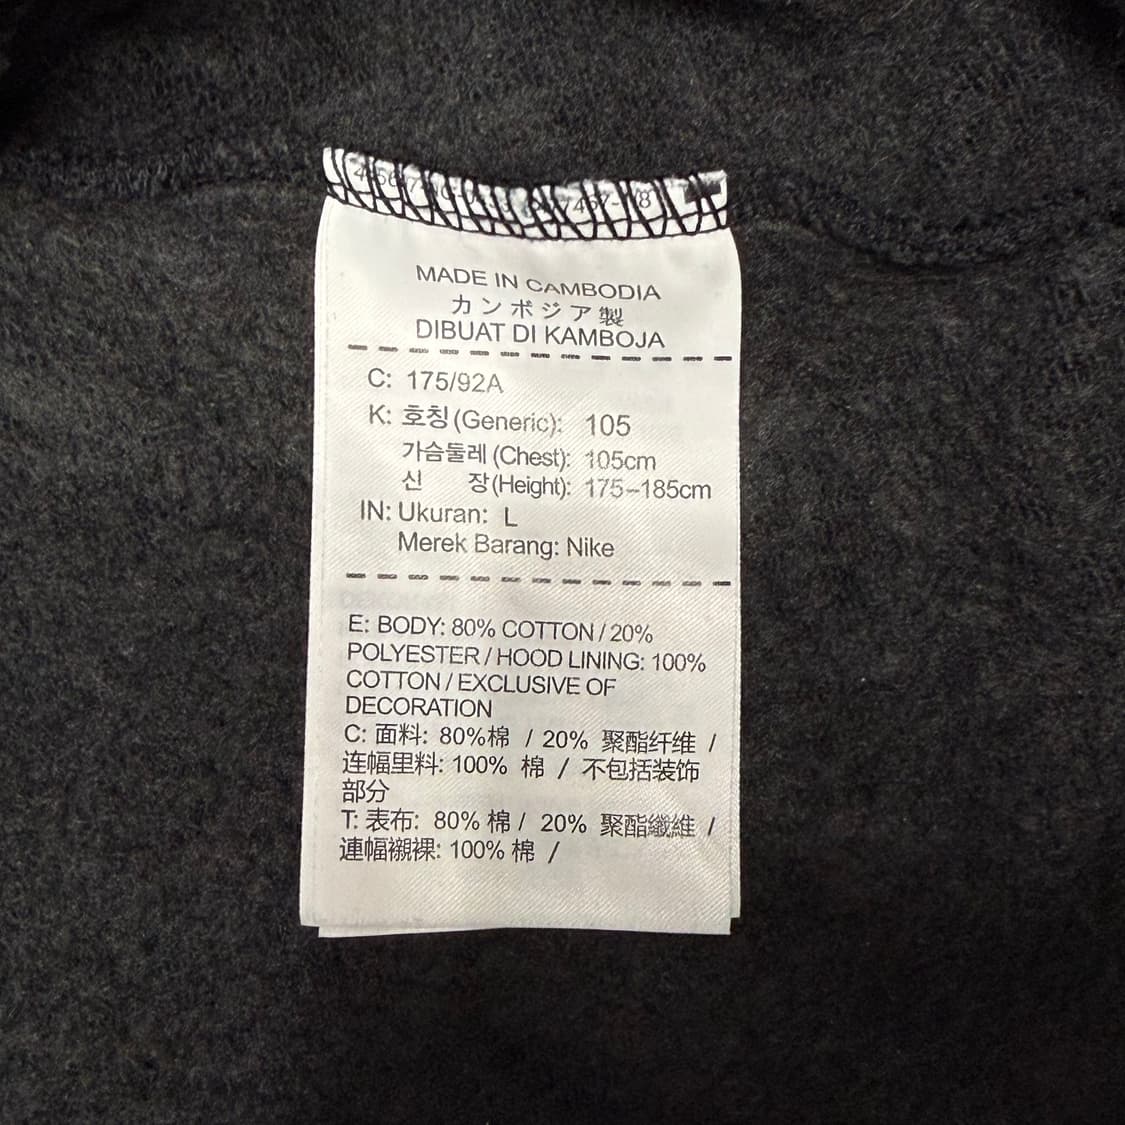 MADE IN CAMBODIA
カンボジア製
DIBUAT DI KAMBOJA
C: 175/92A
K: 호칭(Generic): 105
가슴둘레(Chest): 105cm
신 장(Height): 175-185cm
IN: Ukuran: L
Merek Barang: Nike
E: BODY: 80% COTTON / 20%
POLYESTER / HOOD LINING: 100%
COTTON / EXCLUSIVE OF
DECORATION
C: 面料: 80%棉 / 20% 聚酯纤维 /
连幅里料: 100% 棉 / 不包括装饰
部分
T: 表布: 80% 棉 / 20% 聚酯纖維 /
連幅襯裡: 100% 棉 /